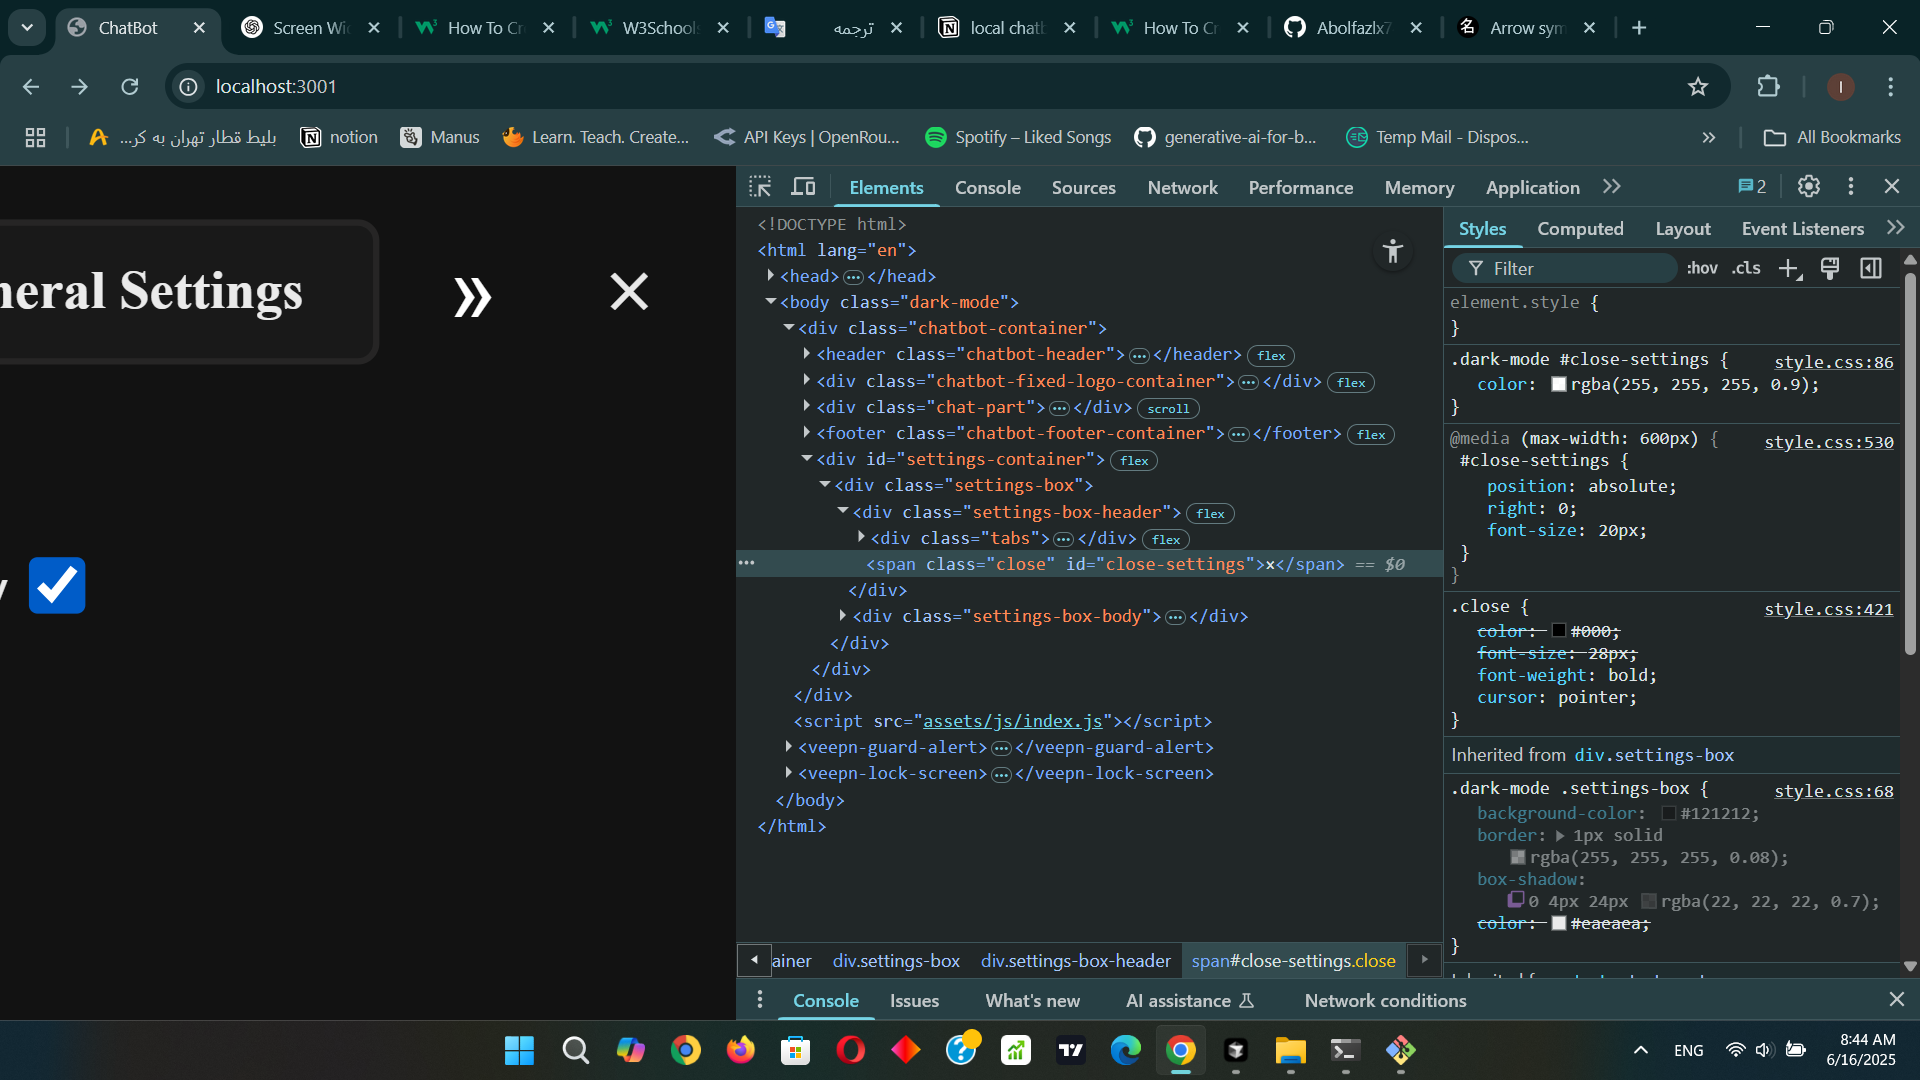 ChatBot
Screen Wi
How To Cr
W3School
ترجمه
local chatb
How To Cr
Abolfazlx7
Arrow sym
localhost:3001
بلیط قطار تهران به کر...
notion
Manus
Learn. Teach. Create...
API Keys | OpenRou...
Spotify – Liked Songs
generative-ai-for-b...
Temp Mail - Dispos...
All Bookmarks
neral Settings
»
×
y
Elements
Console
Sources
Network
Performance
Memory
Application
2
<!DOCTYPE html>
<html lang="en">
<head>…</head>
<body class="dark-mode">
<div class="chatbot-container">
<header class="chatbot-header">…</header> flex
<div class="chatbot-fixed-logo-container">…</div> flex
<div class="chat-part">…</div> scroll
<footer class="chatbot-footer-container">…</footer> flex
<div id="settings-container"> flex
<div class="settings-box">
<div class="settings-box-header"> flex
<div class="tabs">…</div> flex
<span class="close" id="close-settings">×</span> == $0
</div>
<div class="settings-box-body">…</div>
</div>
</div>
</div>
<script src="assets/js/index.js"></script>
<veepn-guard-alert>…</veepn-guard-alert>
<veepn-lock-screen>…</veepn-lock-screen>
</body>
</html>
ainer
div.settings-box
div.settings-box-header
span#close-settings.close
Styles
Computed
Layout
Event Listeners
Filter
:hov
.cls
element.style {
}
.dark-mode #close-settings {
style.css:86
color: rgba(255, 255, 255, 0.9);
}
@media (max-width: 600px) {
style.css:530
#close-settings {
position: absolute;
right: 0;
font-size: 20px;
}
}
.close {
style.css:421
color: #000;
font-size: 28px;
font-weight: bold;
cursor: pointer;
}
Inherited from div.settings-box
.dark-mode .settings-box {
style.css:68
background-color: #121212;
border: 1px solid
rgba(255, 255, 255, 0.08);
box-shadow:
0 4px 24px rgba(22, 22, 22, 0.7);
color: #eaeaea;
}
Console
Issues
What's new
AI assistance
Network conditions
ENG
8:44 AM
6/16/2025